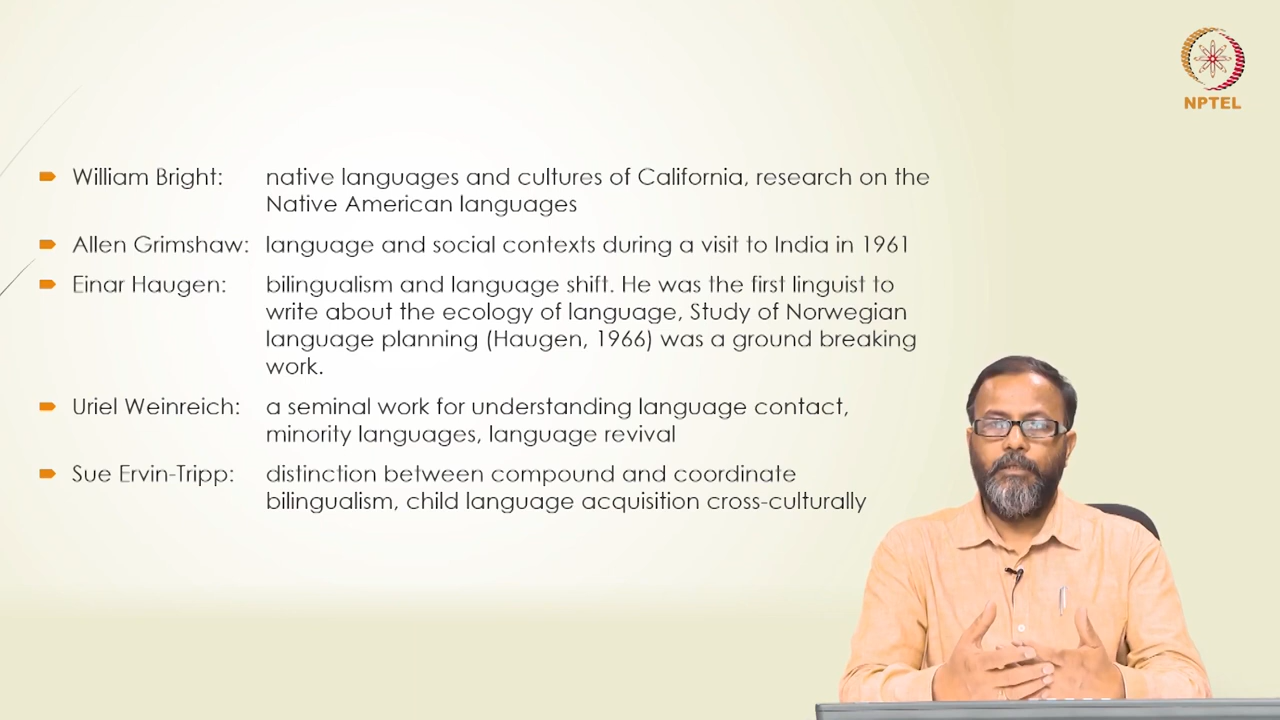 NPTEL
William Bright: native languages and cultures of California, research on the
Native American languages
Allen Grimshaw: language and social contexts during a visit to India in 1961
Einar Haugen: bilingualism and language shift. He was the first linguist to
write about the ecology of language, Study of Norwegian
language planning (Haugen, 1966) was a ground breaking
work.
Uriel Weinreich: a seminal work for understanding language contact,
minority languages, language revival
Sue Ervin-Tripp: distinction between compound and coordinate
bilingualism, child language acquisition cross-culturally